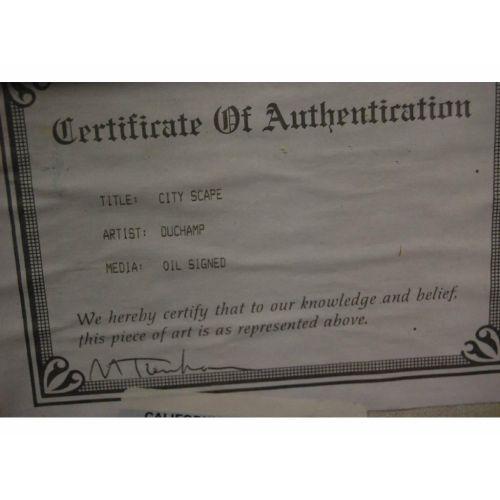 Certificate Of Authentication
TITLE: CITY SCAPE
ARTIST: DUCHAMP
MEDIA: OIL SIGNED
We hereby certify that to our knowledge and belief,
this piece of art is as represented above.